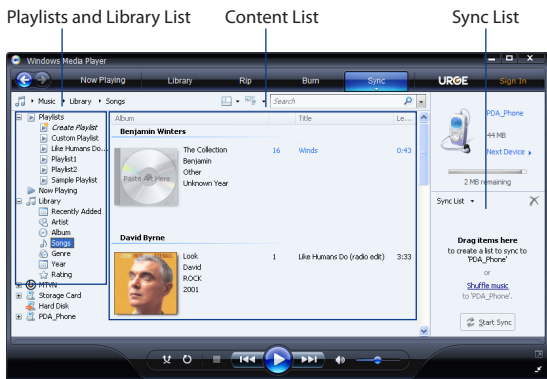 Playlists and Library List
Content List
Sync List
Windows Media Player
Now Playing
Library
Rip
Burn
Sync
URGE
Sign In
Music
Library
Songs
Search
Playlists
Create Playlist
Custom Playlist
Like Humans Do...
Playlist1
Playlist2
Sample Playlist
Now Playing
Library
Recently Added
Artist
Album
Songs
Genre
Year
Rating
MTVN
Storage Card
Hard Disk
PDA_Phone
Album
Title
Le...
Benjamin Winters
Paste Art Here
The Collection
16
Winds
0:43
Benjamin
Other
Unknown Year
David Byrne
Look
1
Like Humans Do (radio edit)
3:33
David
ROCK
2001
PDA_Phone
44 MB
Next Device
2 MB remaining
Sync List
Drag items here
to create a list to sync to
'PDA_Phone'
or
Shuffle music
to 'PDA_Phone'.
Start Sync